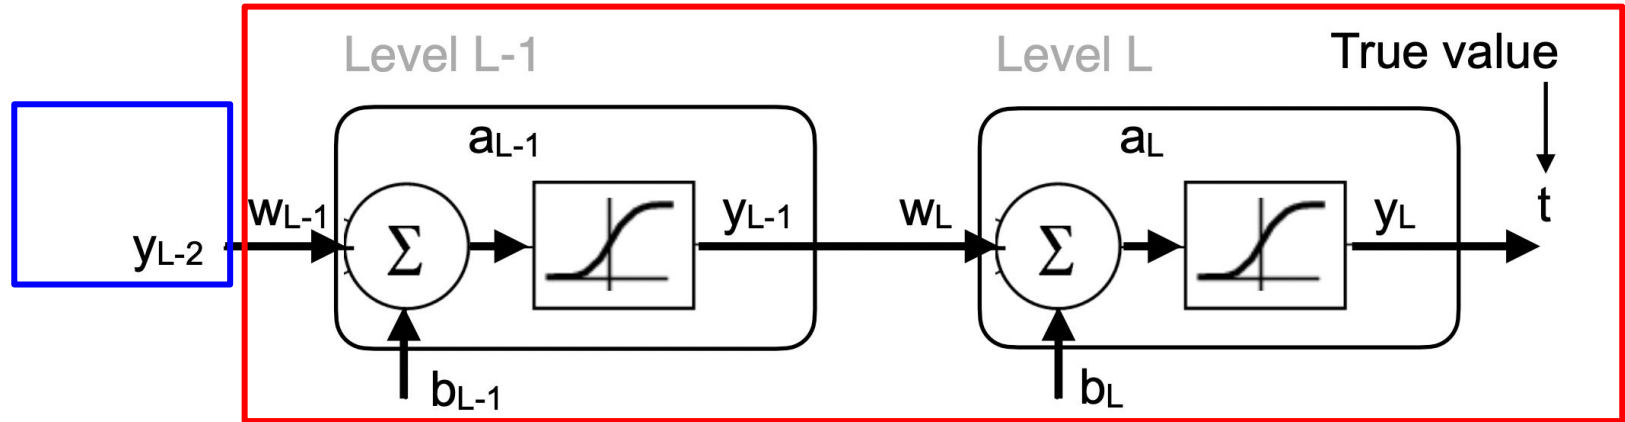 Level L-1
Level L
True value
aL-1
aL
wL-1
Σ
yL-1
wL
Σ
yL
t
yL-2
bL-1
bL